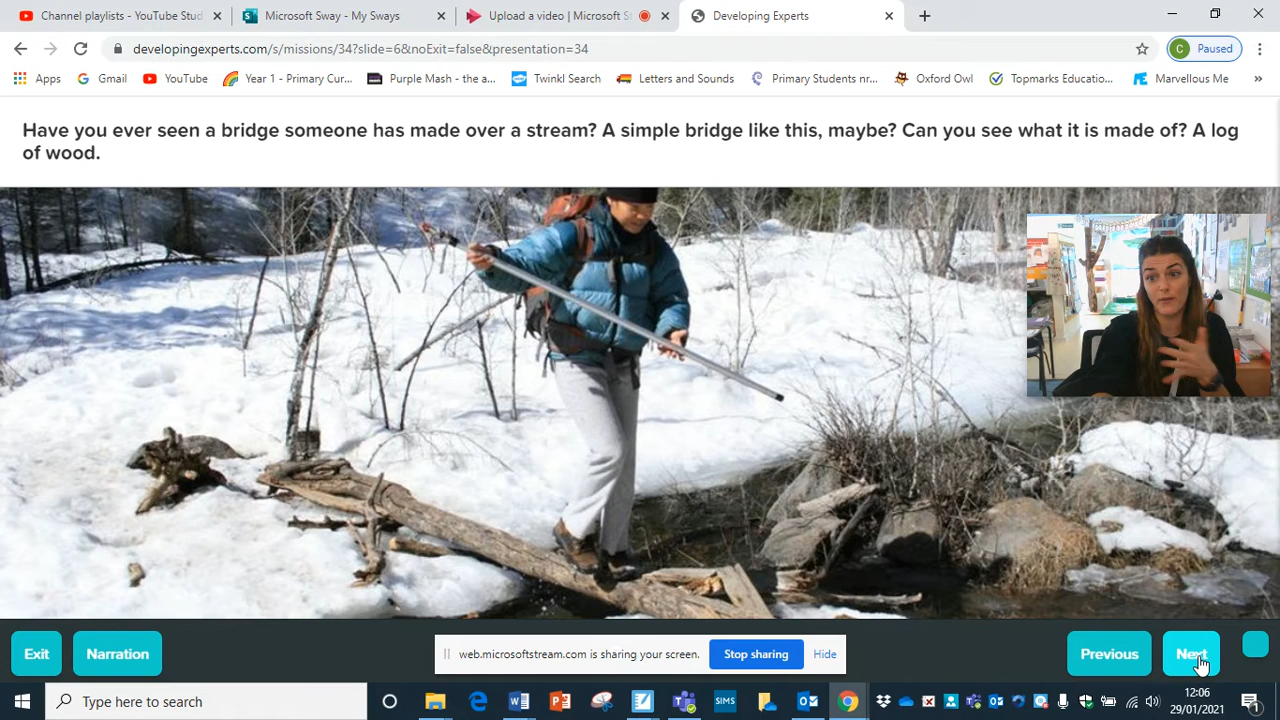 Channel playlists - YouTube Stud
Microsoft Sway - My Sways
Upload a video | Microsoft St
Developing Experts
developingexperts.com/s/missions/34?slide=6&noExit=false&presentation=34
C Paused
Apps
Gmail
YouTube
Year 1 - Primary Cur...
Purple Mash - the a...
Twinkl Search
Letters and Sounds
Primary Students nr...
Oxford Owl
Topmarks Educatio...
Marvellous Me
Have you ever seen a bridge someone has made over a stream? A simple bridge like this, maybe? Can you see what it is made of? A log
of wood.
Exit
Narration
web.microsoftstream.com is sharing your screen.
Stop sharing
Hide
Previous
Next
Type here to search
SIMS
12:06
29/01/2021